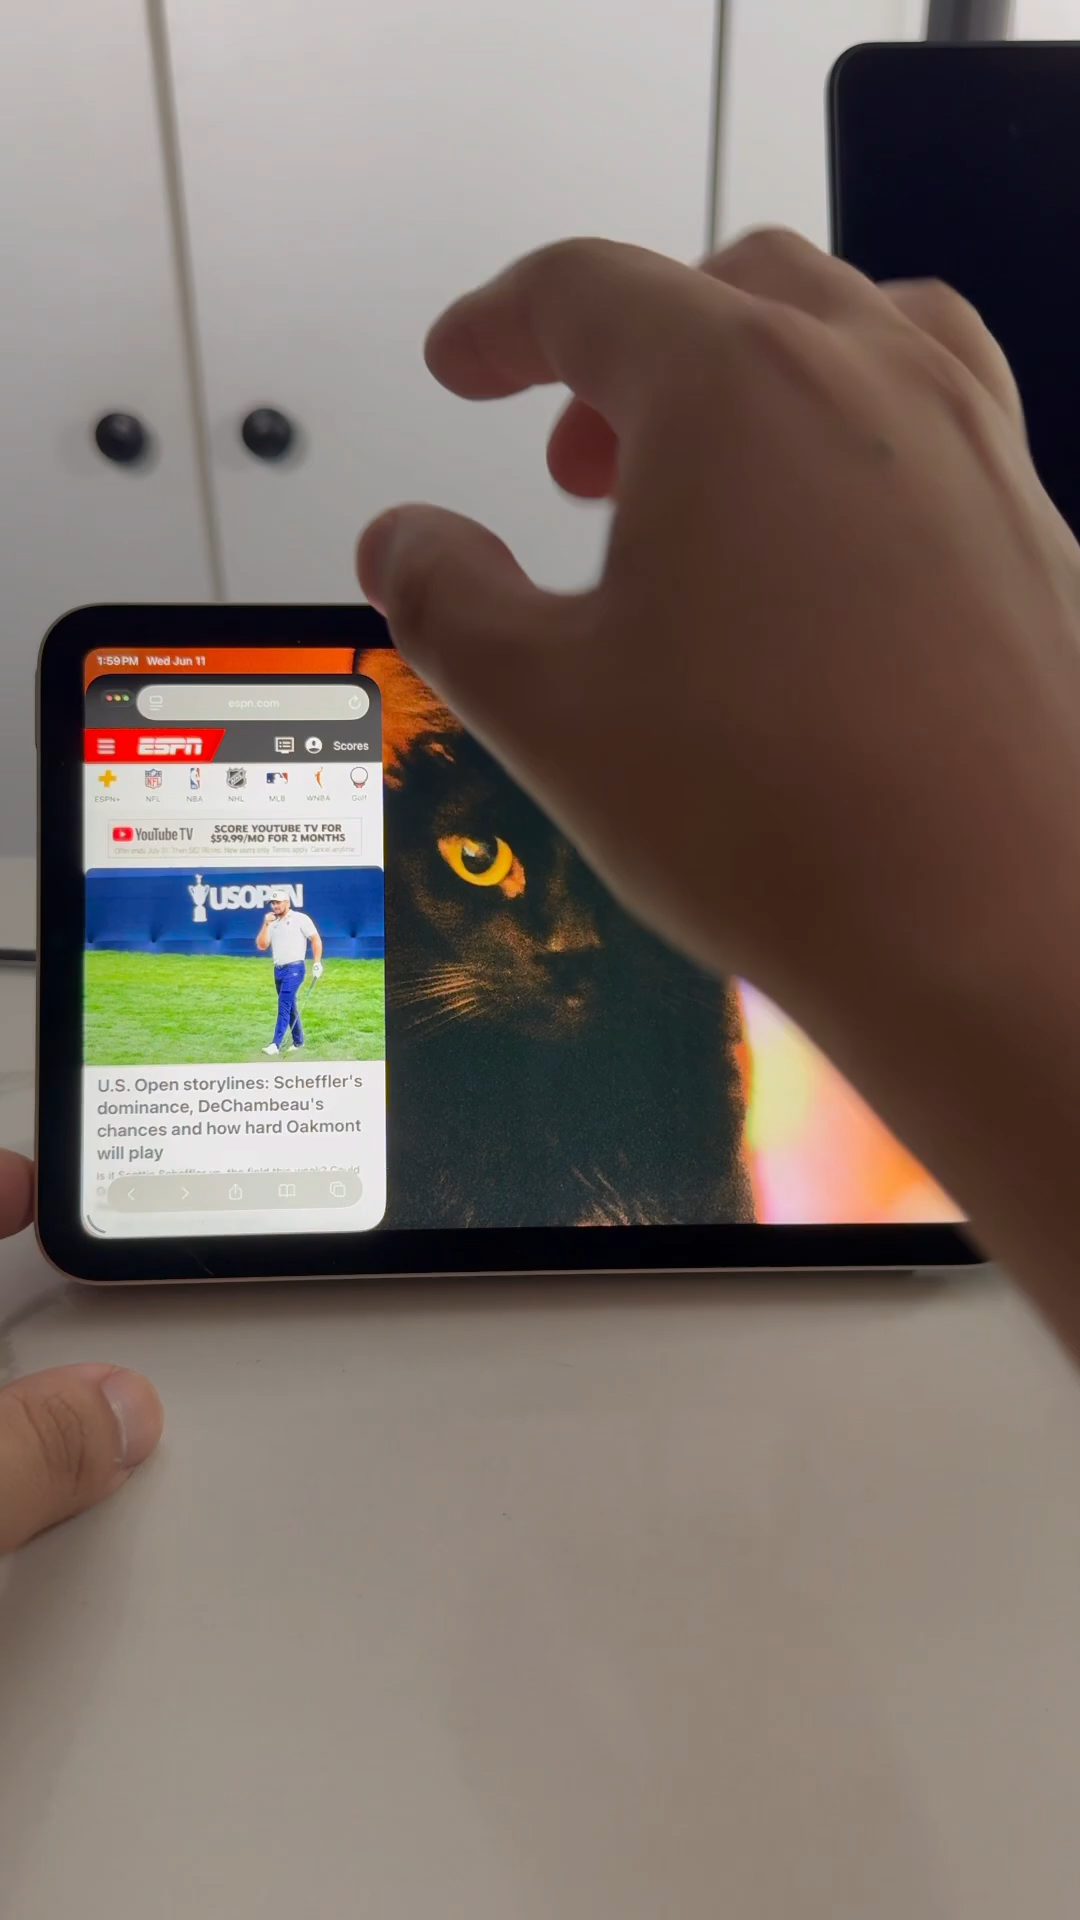 1:59 PM Wed Jun 11
espn.com
ESPN
Scores
ESPN+ NFL NBA NHL MLB WNBA Golf
YouTube TV
SCORE YOUTUBE TV FOR
$59.99/MO FOR 2 MONTHS
USOPEN
U.S. Open storylines: Scheffler's
dominance, DeChambeau's
chances and how hard Oakmont
will play